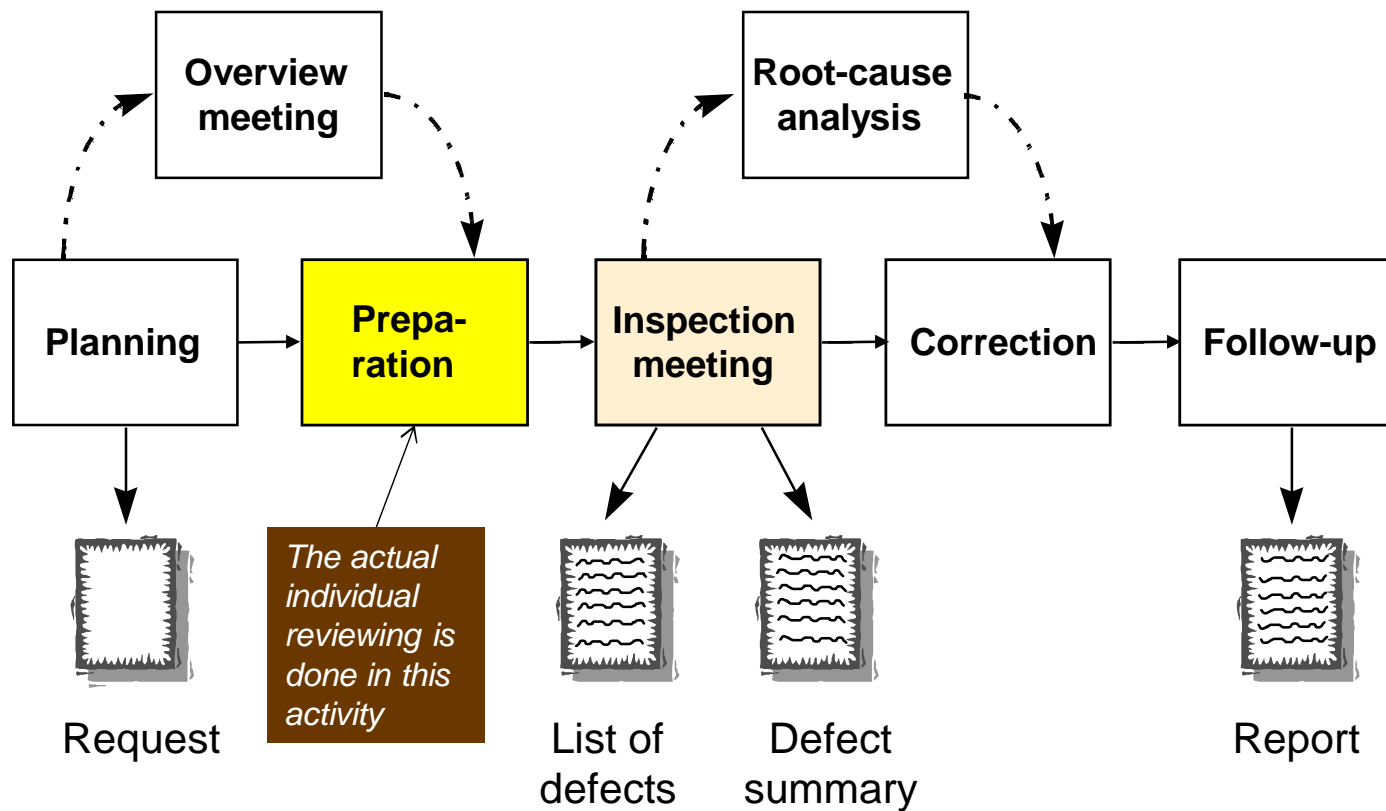 Overview
meeting
Root-cause
analysis
Planning
Prepa-
ration
Inspection
meeting
Correction
Follow-up
The actual
individual
reviewing is
done in this
activity
Request
List of
defects
Defect
summary
Report